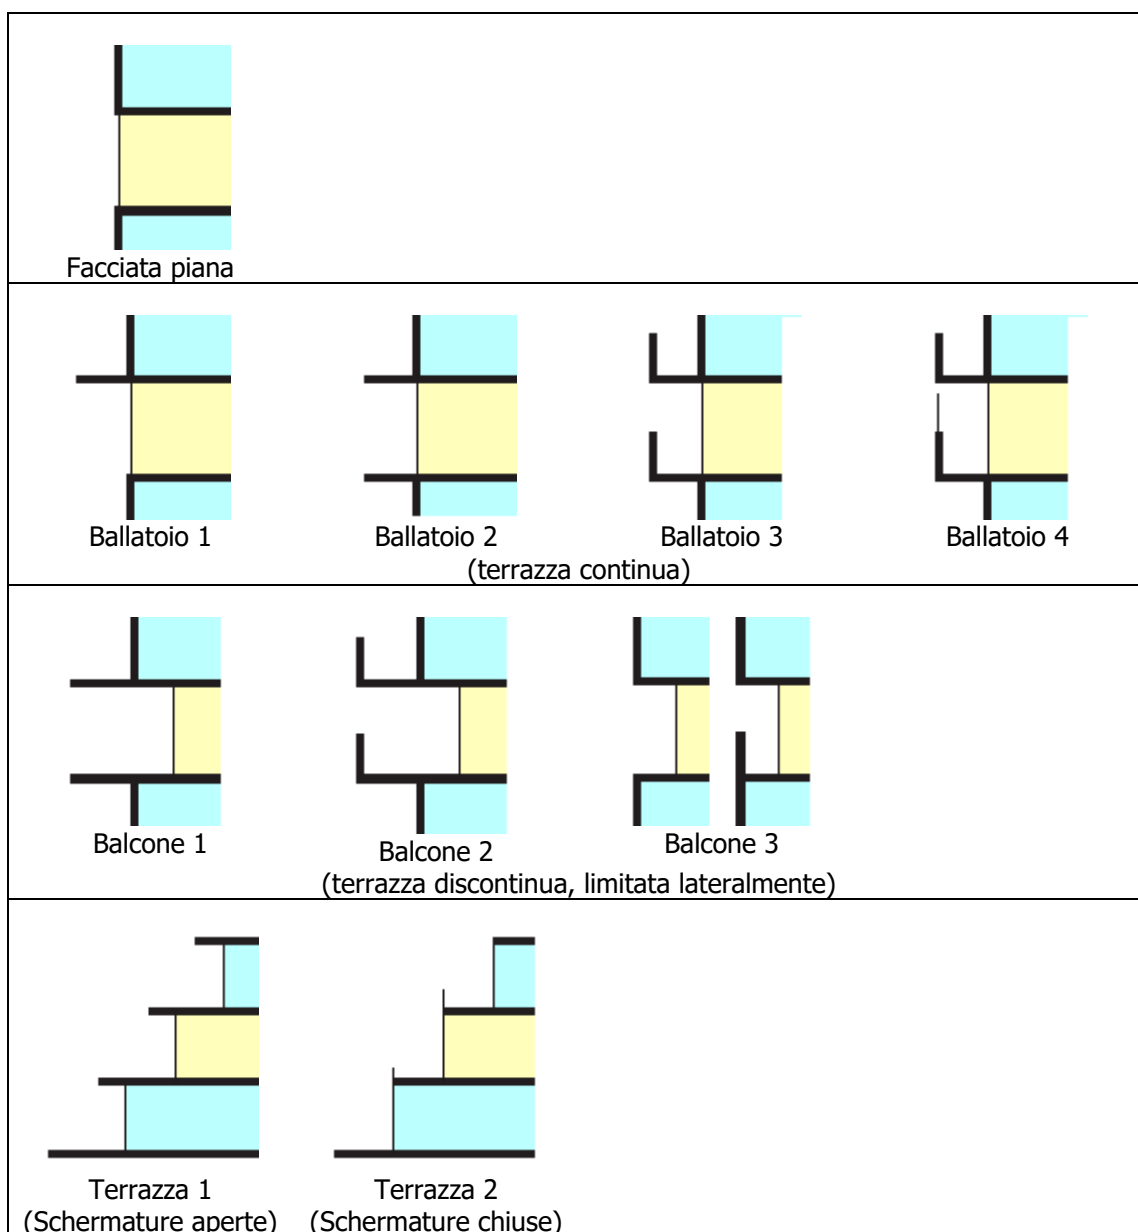 Facciata piana
Ballatoio 1 Ballatoio 2 Ballatoio 3 Ballatoio 4
(terrazza continua)
Balcone 1 Balcone 2 Balcone 3
(terrazza discontinua, limitata lateralmente)
Terrazza 1 Terrazza 2
(Schermature aperte) (Schermature chiuse)